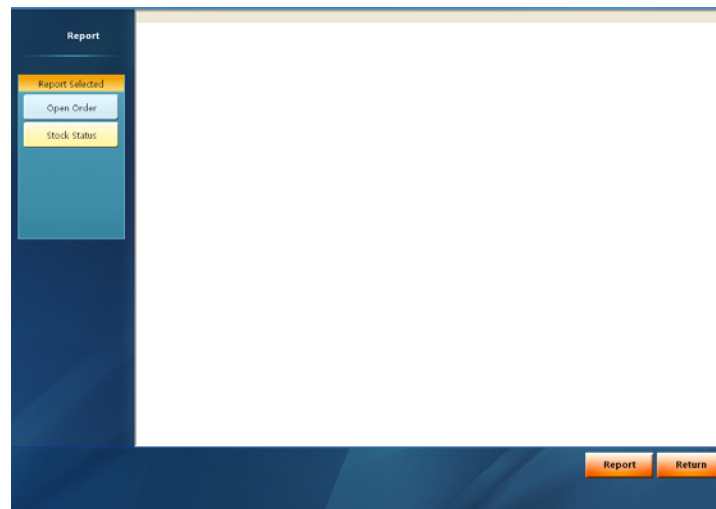 Report
Report Selected
Open Order
Stock Status
Report
Return